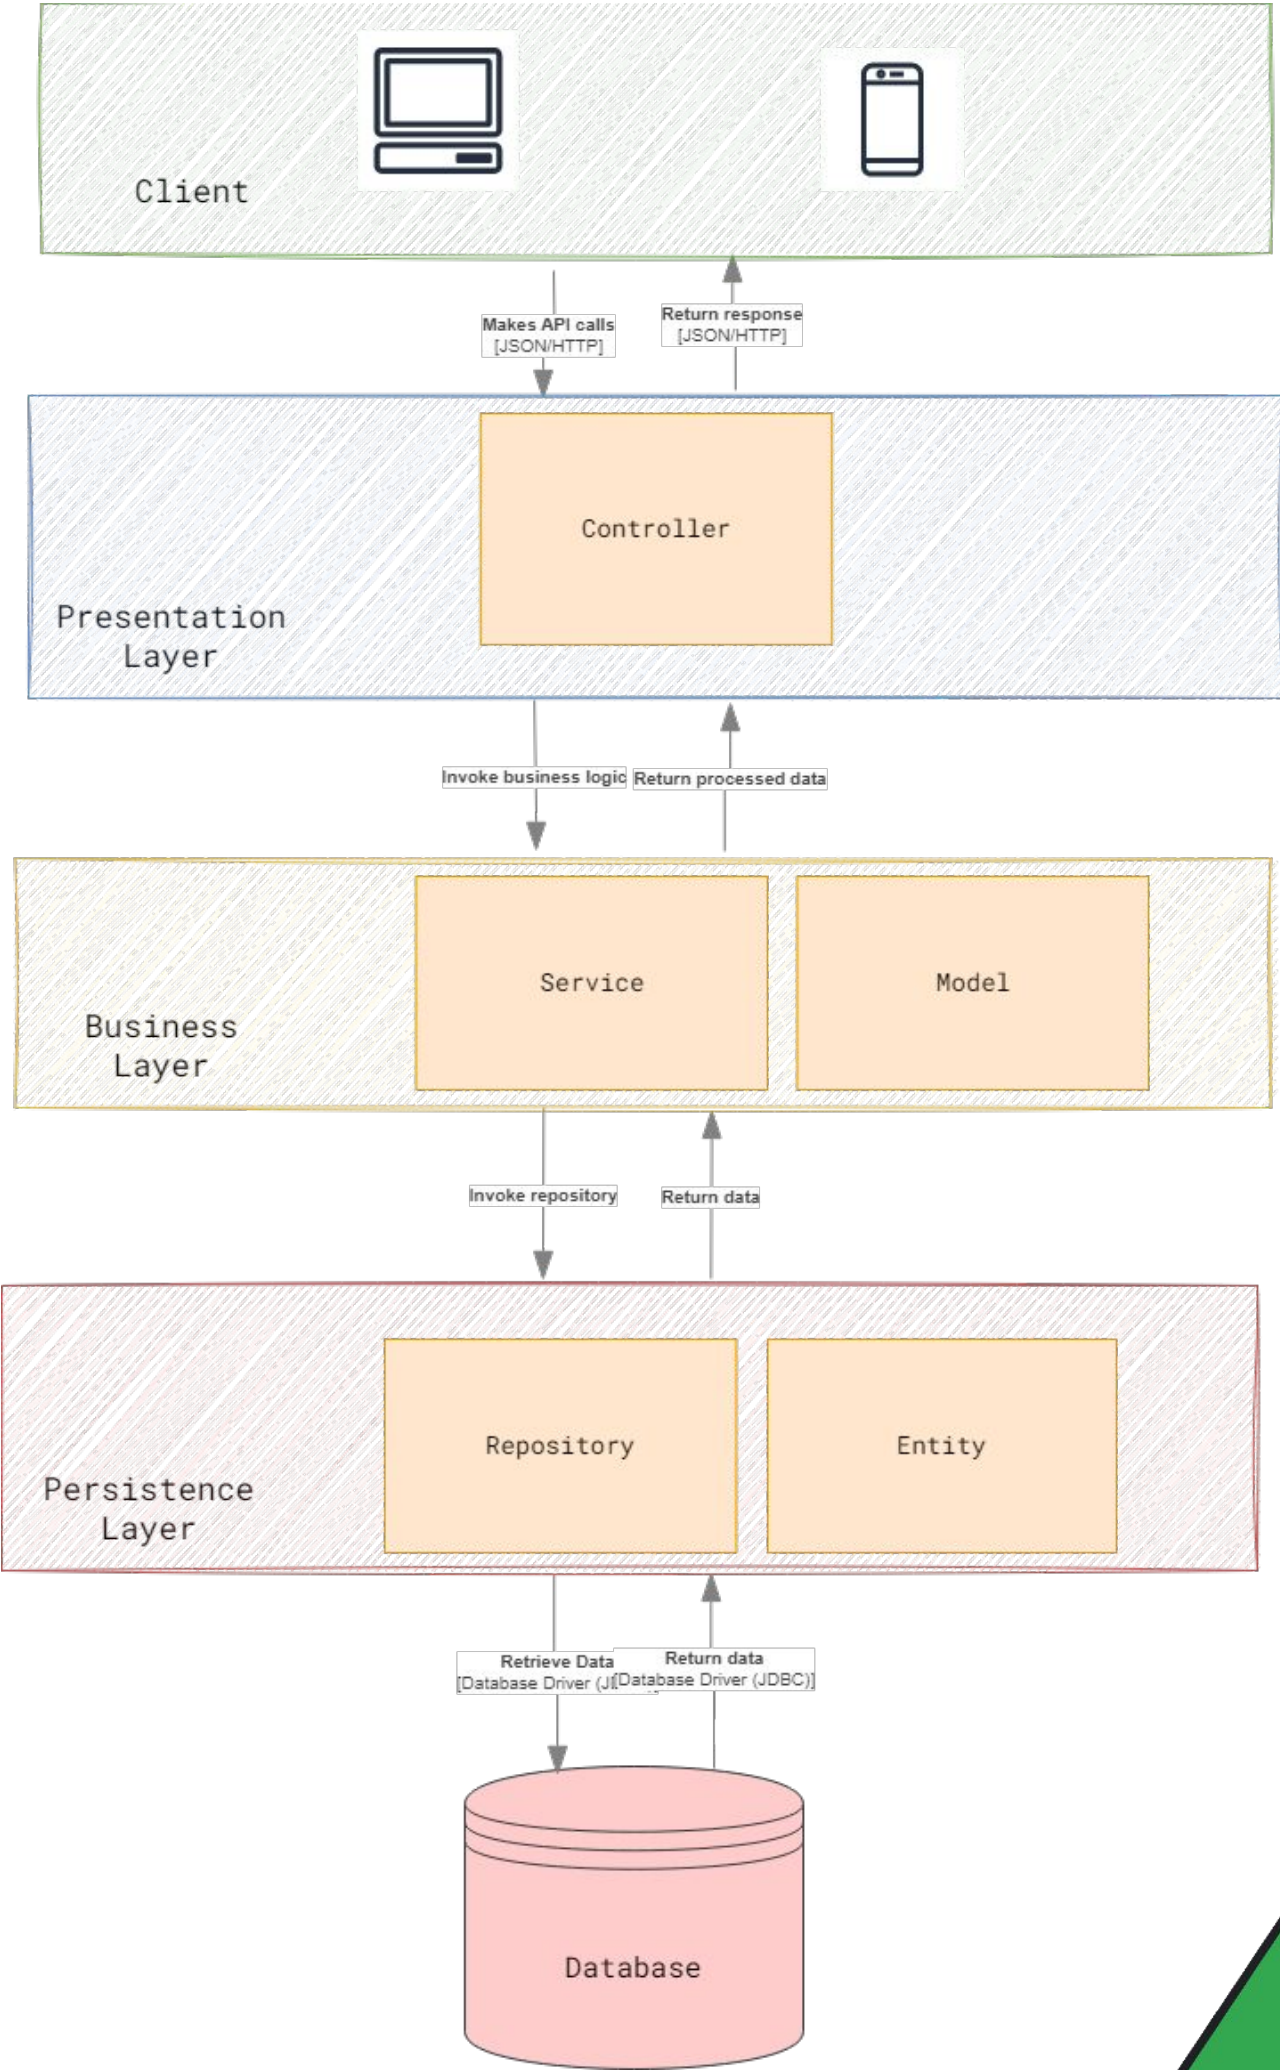 Client
Makes API calls
[JSON/HTTP]
Return response
[JSON/HTTP]
Controller
Presentation
Layer
Invoke business logic
Return processed data
Service
Model
Business
Layer
Invoke repository
Return data
Repository
Entity
Persistence
Layer
Retrieve Data
[Database Driver
Return data
[Database Driver (JDBC)]
Database